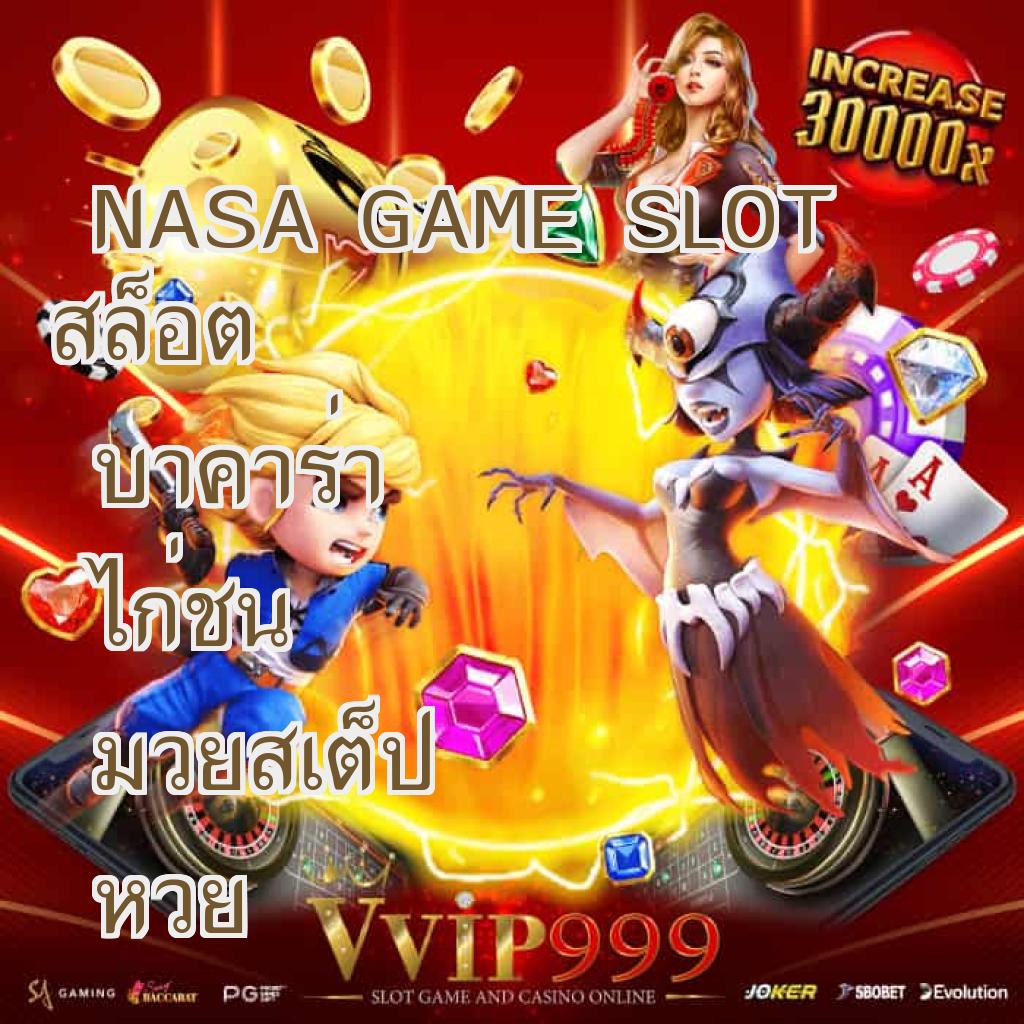 INCREASE
30000x
NASA GAME SLOT
สล็อต
บาคาร่า
ไก่ชน
มวยสเต็ป
หวย
A
A
VVIP999
SLOT GAME AND CASINO ONLINE
SA GAMING
Sexy BACCARAT
PG
JOKER
SBOBET
Evolution